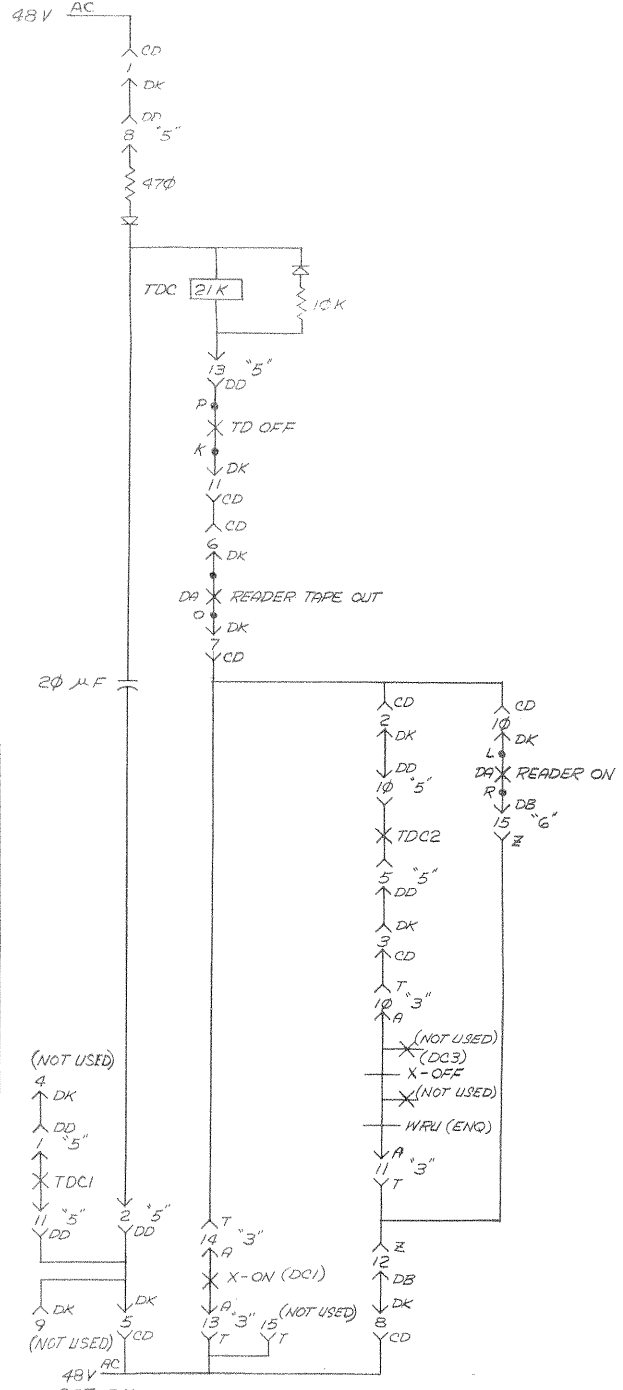 48V AC
CD
1
DK
DD
8 "5"
47Ø
TDC 21K
1ØK
13 "5"
DD
P
TD OFF
K
DK
11
CD
CD
6
DK
DA READER TAPE OUT
O
DK
7
CD
2Ø µF
CD
2
DK
DD
1Ø "5"
TDC2
5 "5"
DD
DK
3
CD
T
1Ø "3"
A
(NOT USED)
(DC3)
X-OFF
(NOT USED)
WRU (ENQ)
A
11 "3"
T
CD
1Ø
DK
L
DA READER ON
R
DB
15 "6"
Z
(NOT USED)
4
DK
DD
1 "5"
TDC1
11 "5"
DD
2 "5"
DD
DK
9
(NOT USED)
DK
5
CD
T
14 "3"
A
X-ON (DC1)
A
13 "3"
T
(NOT USED)
15
T
Z
12
DB
DK
8
CD
48V AC